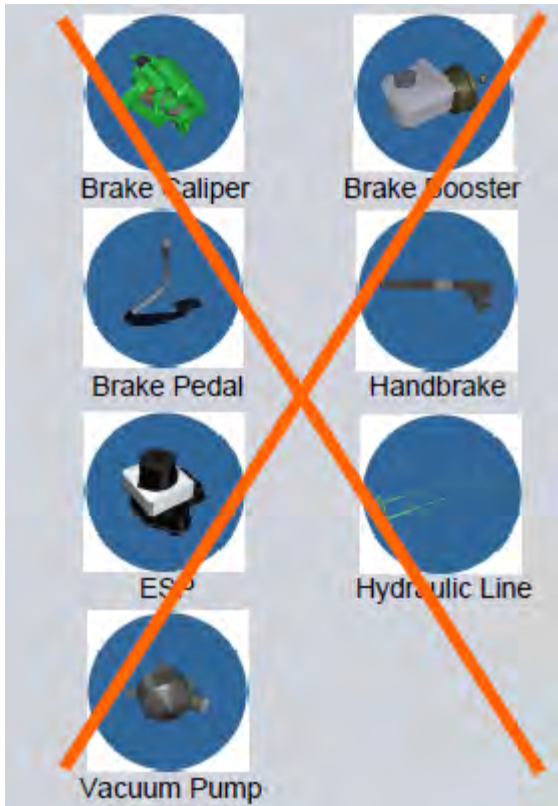 Brake Caliper
Brake Booster
Brake Pedal
Handbrake
ESP
Hydraulic Line
Vacuum Pump